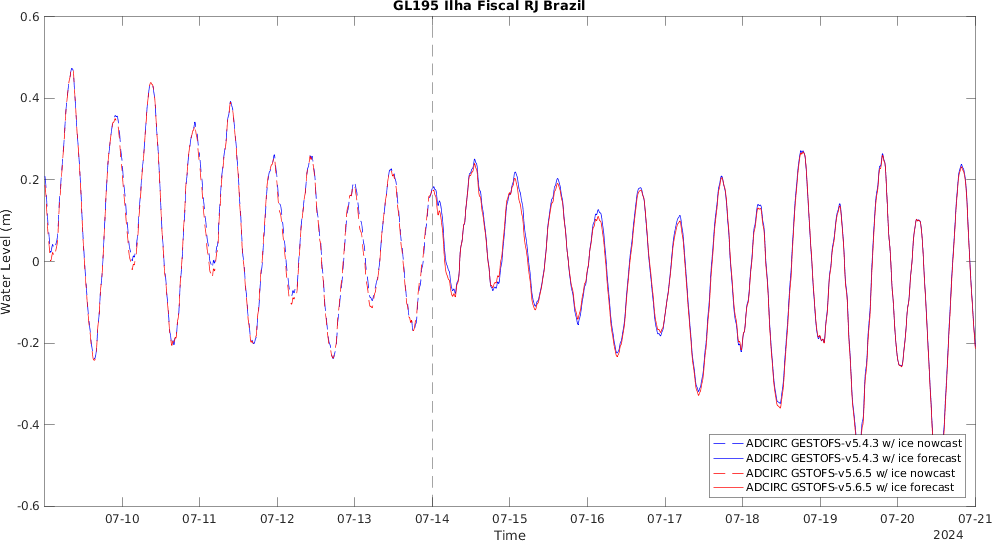 GL195 Ilha Fiscal RJ Brazil
0.6
0.4
0.2
0
-0.2
-0.4
-0.6
Water Level (m)
ADCIRC GESTOFS-v5.4.3 w/ ice nowcast
ADCIRC GESTOFS-v5.4.3 w/ ice forecast
ADCIRC GSTOFS-v5.6.5 w/ ice nowcast
ADCIRC GSTOFS-v5.6.5 w/ ice forecast
07-10 07-11 07-12 07-13 07-14 07-15 07-16 07-17 07-18 07-19 07-20 07-21
Time
2024